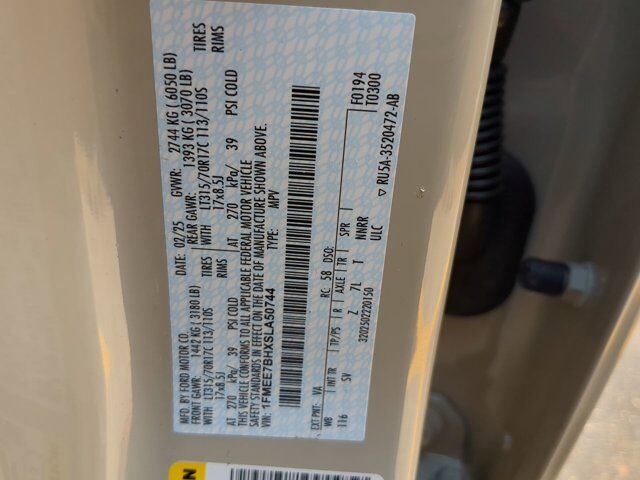 MFD. BY FORD MOTOR CO.
DATE: 02/25 GVWR: 2744 KG ( 6050 LB)
FRONT GAWR: 1442 KG ( 3180 LB) REAR GAWR: 1393 KG ( 3070 LB)
LT315/70R17C 113/110S TIRES WITH LT315/70R17C 113/110S TIRES
17x8.5J RIMS WITH 17x8.5J RIMS
AT 270 kPa/ 39 PSI COLD AT 270 kPa/ 39 PSI COLD
THIS VEHICLE CONFORMS TO ALL APPLICABLE FEDERAL MOTOR VEHICLE
SAFETY STANDARDS IN EFFECT ON THE DATE OF MANUFACTURE SHOWN ABOVE.
VIN: 1FMEE7BHXSLA50744 TYPE: MPV
F0194
T0300
EXT PNT: VA RC: 58 DSO:
WB INT TR TP/PS R AXLE TR SPR
116 SV Z 7L T NNRR
ULC
3202502220150 ▽ RU5A-3520472-AB